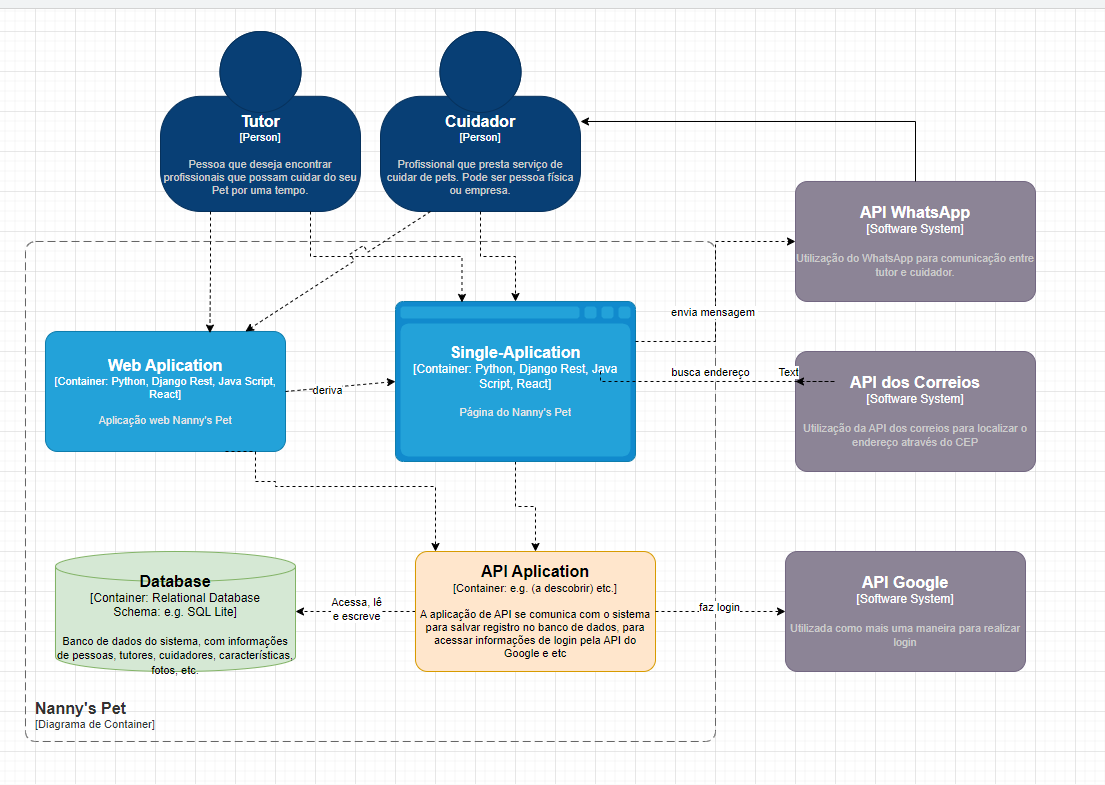 Tutor
[Person]
Pessoa que deseja encontrar
profissionais que possam cuidar do seu
Pet por uma tempo.
Cuidador
[Person]
Profissional que presta serviço de
cuidar de pets. Pode ser pessoa física
ou empresa.
API WhatsApp
[Software System]
Utilização do WhatsApp para comunicação entre
tutor e cuidador.
envia mensagem
Web Aplication
[Container: Python, Django Rest, Java Script,
React]
Aplicação web Nanny's Pet
deriva
Single-Aplication
[Container: Python, Django Rest, Java
Script, React]
Página do Nanny's Pet
busca endereço
Text
API dos Correios
[Software System]
Utilização da API dos correios para localizar o
endereço através do CEP
Database
[Container: Relational Database
Schema: e.g. SQL Lite]
Banco de dados do sistema, com informações
de pessoas, tutores, cuidadores, características,
fotos, etc.
Acessa, lê
e escreve
API Aplication
[Container: e.g. (a descobrir) etc.]
A aplicação de API se comunica com o sistema
para salvar registro no banco de dados, para
acessar informações de login pela API do
Google e etc
faz login
API Google
[Software System]
Utilizada como mais uma maneira para realizar
login
Nanny's Pet
[Diagrama de Container]